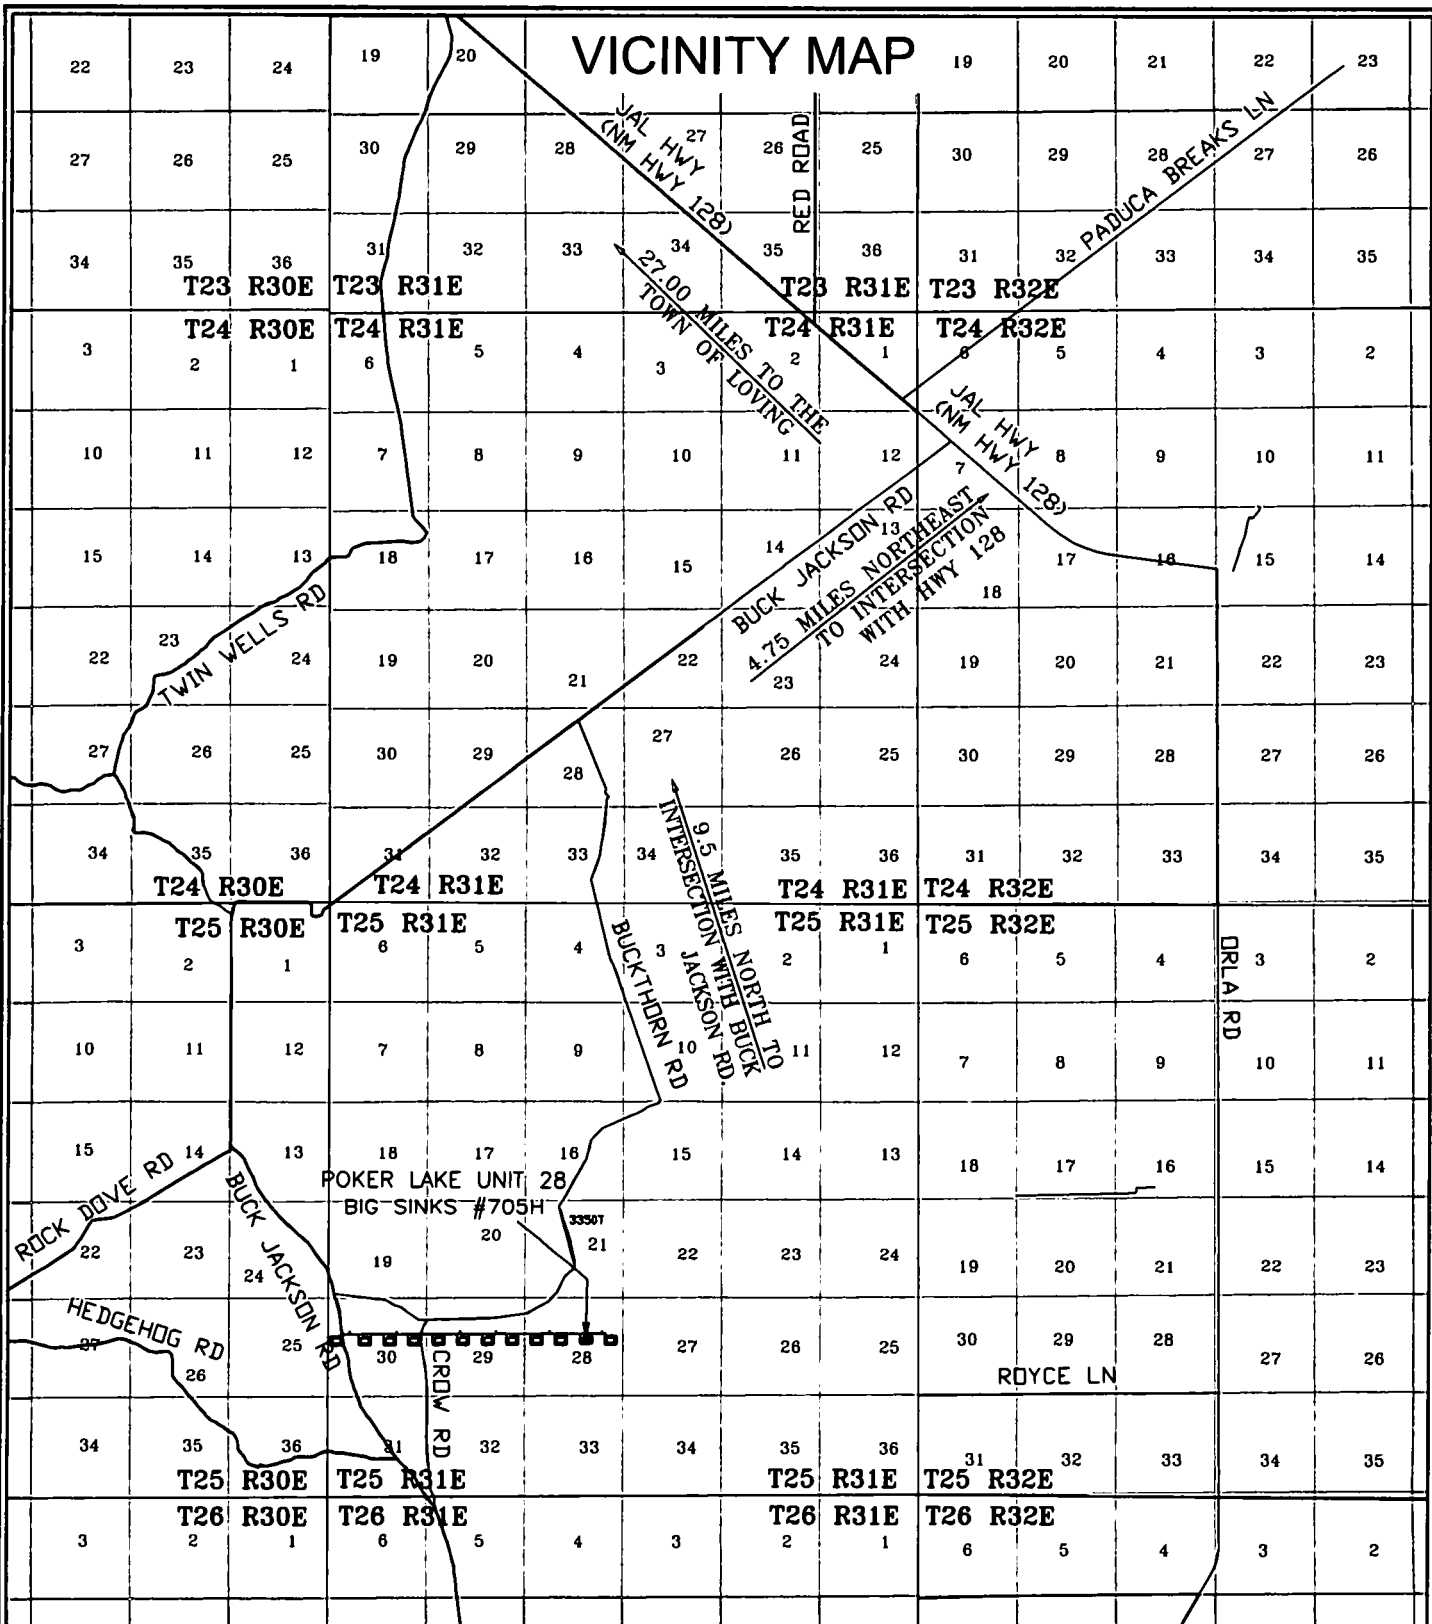 VICINITY MAP
22 23 24 19 20 19 20 21 22 23
JAL HWY
(NM HWY 128)
RED ROAD
PADUCA BREAKS LN
27 26 25 30 29 28 27 26 25 30 29 28 27 26
34 35 36 31 32 33 34 35 36 31 32 33 34 35
T23 R30E T23 R31E T23 R31E T23 R32E
T24 R30E T24 R31E T24 R31E T24 R32E
27.00 MILES TO THE
TOWN OF LOVING
3 2 1 6 5 4 3 2 1 6 5 4 3 2
JAL HWY
(NM HWY 128)
10 11 12 7 8 9 10 11 12 7 8 9 10 11
BUCK JACKSON RD
4.75 MILES NORTHEAST
TO INTERSECTION
WITH HWY 128
15 14 13 18 17 16 15 14 13 18 17 16 15 14
TWIN WELLS RD
22 23 24 19 20 21 22 23 24 19 20 21 22 23
27 26 25 30 29 28 27 26 25 30 29 28 27 26
34 35 36 31 32 33 34 35 36 31 32 33 34 35
T24 R30E T24 R31E T24 R31E T24 R32E
T25 R30E T25 R31E T25 R31E T25 R32E
9.5 MILES NORTH TO
INTERSECTION WITH BUCK
JACKSON RD.
BUCKTHORN RD
ORLA RD
3 2 1 6 5 4 3 2 1 6 5 4 3 2
10 11 12 7 8 9 10 11 12 7 8 9 10 11
15 14 13 18 17 16 15 14 13 18 17 16 15 14
ROCK DOVE RD
BUCK JACKSON RD
POKER LAKE UNIT 28
BIG SINKS #705H
3350'
22 23 24 19 20 21 22 23 24 19 20 21 22 23
HEDGEHOG RD
27 26 25 30 29 28 27 26 25 30 29 28 27 26
CROW RD
ROYCE LN
34 35 36 31 32 33 34 35 36 31 32 33 34 35
T25 R30E T25 R31E T25 R31E T25 R32E
T26 R30E T26 R31E T26 R31E T26 R32E
3 2 1 6 5 4 3 2 1 6 5 4 3 2